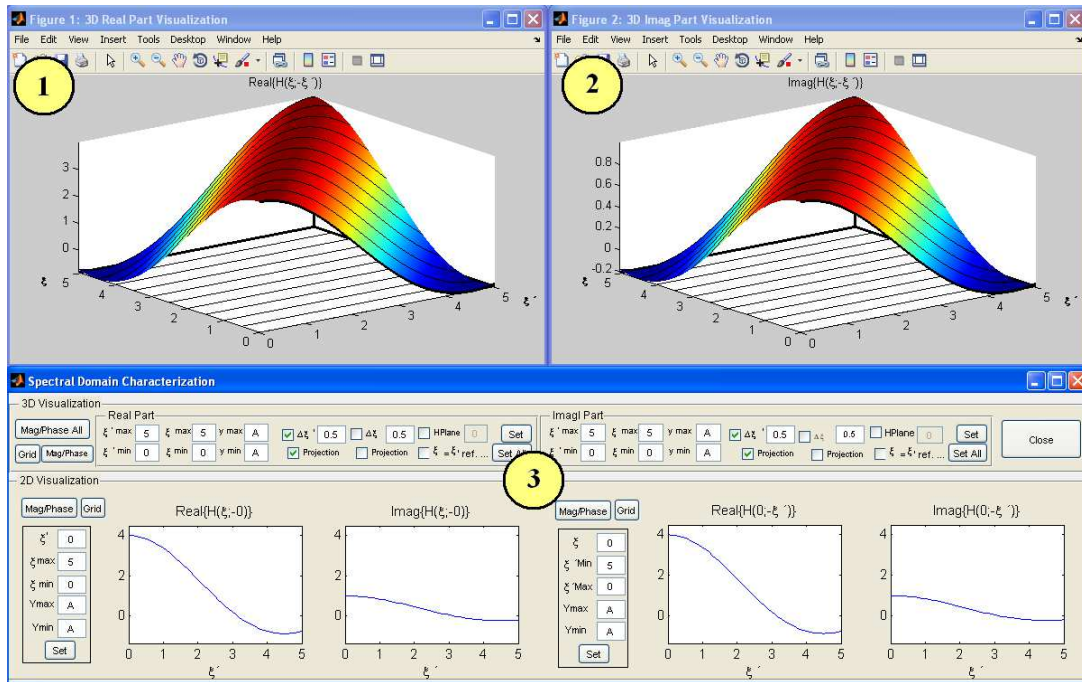 Figure 1: 3D Real Part Visualization
File Edit View Insert Tools Desktop Window Help
1
Real{H(ξ;-ξ´)}
3
2
1
0
ξ
5
4
3
2
1
0
0
1
2
3
4
5
ξ´
Figure 2: 3D Imag Part Visualization
File Edit View Insert Tools Desktop Window Help
2
Imag{H(ξ;-ξ´)}
0.8
0.6
0.4
0.2
0
-0.2
ξ
5
4
3
2
1
0
0
1
2
3
4
5
ξ´
Spectral Domain Characterization
3D Visualization
Mag/Phase All
Grid Mag/Phase
Real Part
ξ ' max 5 ξ max 5 y max A Δξ ' 0.5 Δξ 0.5 HPlane 0 Set
ξ ' min 0 ξ min 0 y min A Projection Projection ξ =ξ' ref. ... Set All
ImagI Part
ξ ' max 5 ξ max 5 y max A Δξ ' 0.5 Δξ 0.5 HPlane 0 Set
ξ ' min 0 ξ min 0 y min A Projection Projection ξ =ξ' ref. ... Set All
Close
3
2D Visualization
Mag/Phase Grid
ξ' 0
ξ max 5
ξ min 0
Ymax A
Ymin A
Set
Real{H(ξ;-0)}
4
2
0
0 1 2 3 4 5
ξ´
Imag{H(ξ;-0)}
4
2
0
0 1 2 3 4 5
ξ´
Mag/Phase Grid
ξ 0
ξ ´Min 5
ξ ´Max 0
Ymax A
Ymin A
Set
Real{H(0;-ξ´)}
4
2
0
0 1 2 3 4 5
ξ´
Imag{H(0;-ξ´)}
4
2
0
0 1 2 3 4 5
ξ´